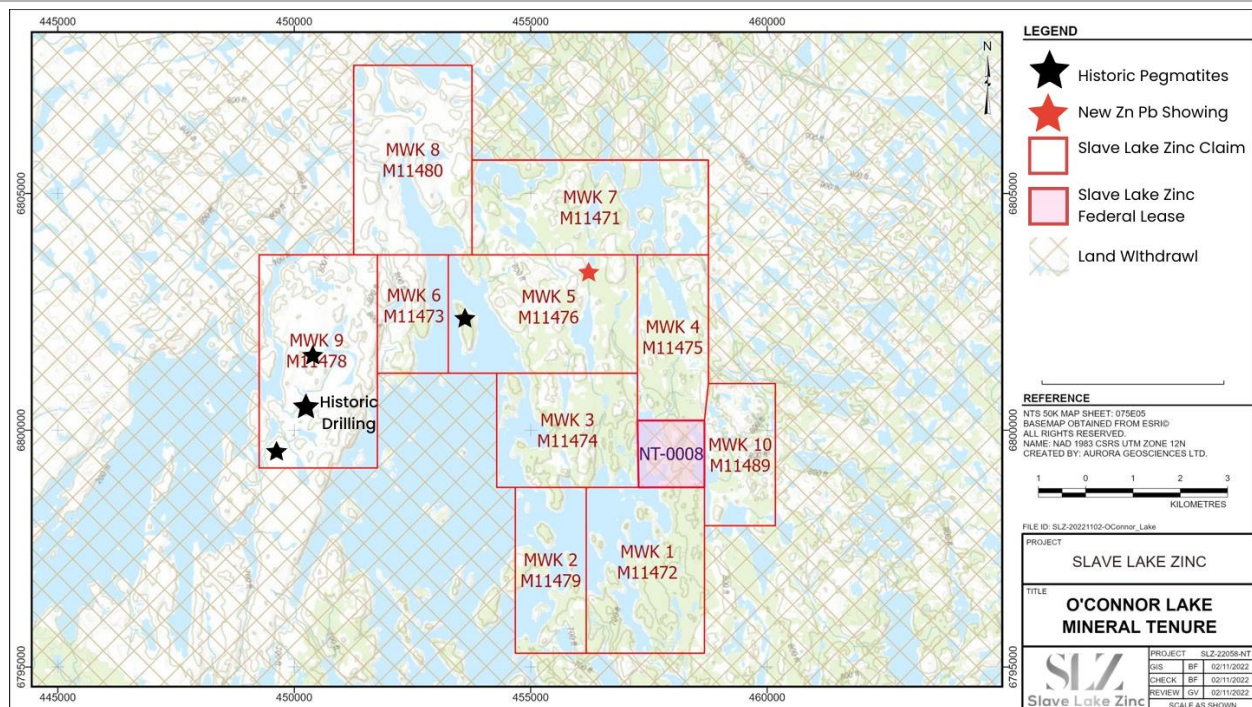 445000
450000
455000
460000
6805000
6800000
6795000
N
MWK 8
M11480
MWK 7
M11471
MWK 6
M11473
MWK 5
M11476
MWK 4
M11475
MWK 9
M11478
Historic
Drilling
MWK 3
M11474
NT-0008
MWK 10
M11489
MWK 2
M11479
MWK 1
M11472
6805000
6800000
6795000
445000
450000
455000
460000
LEGEND
Historic Pegmatites
New Zn Pb Showing
Slave Lake Zinc Claim
Slave Lake Zinc
Federal Lease
Land WIthdrawl
REFERENCE
NTS 50K MAP SHEET: 075E05
BASEMAP OBTAINED FROM ESRI©
ALL RIGHTS RESERVED.
NAME: NAD 1983 CSRS UTM ZONE 12N
CREATED BY: AURORA GEOSCIENCES LTD.
1 0 1 2 3
KILOMETRES
FILE ID: SLZ-20221102-OConnor_Lake
PROJECT
SLAVE LAKE ZINC
TITLE
O'CONNOR LAKE
MINERAL TENURE
SLZ
Slave Lake Zinc
PROJECT SLZ-22058-NT
GIS BF 02/11/2022
CHECK BF 02/11/2022
REVIEW GV 02/11/2022
SCALE AS SHOWN